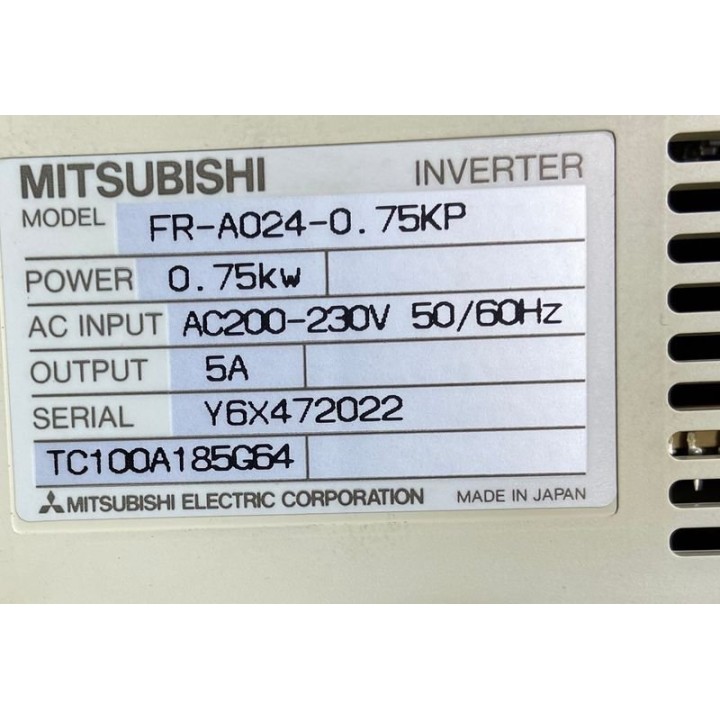 MITSUBISHI INVERTER
MODEL FR-A024-0.75KP
POWER 0.75kw
AC INPUT AC200-230V 50/60Hz
OUTPUT 5A
SERIAL Y6X472022
TC100A185G64
MITSUBISHI ELECTRIC CORPORATION MADE IN JAPAN